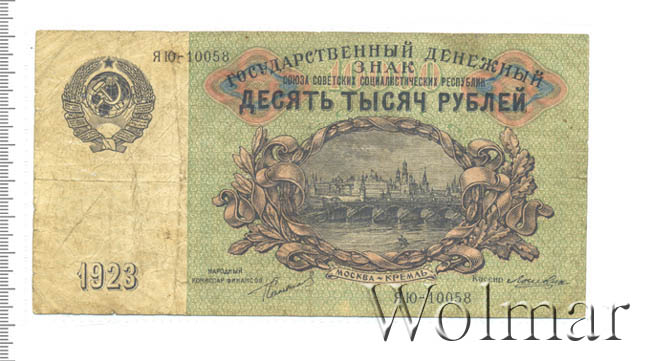 ЯЮ-10058
ГОСУДАРСТВЕННЫЙ ДЕНЕЖНЫЙ
ЗНАК
СОЮЗА СОВЕТСКИХ СОЦИАЛИСТИЧЕСКИХ РЕСПУБЛИК
ДЕСЯТЬ ТЫСЯЧ РУБЛЕЙ
МОСКВА-КРЕМЛЬ
1923
НАРОДНЫЙ
КОМИССАР ФИНАНСОВ
Кассир
ЯЮ-10058
Wolmar